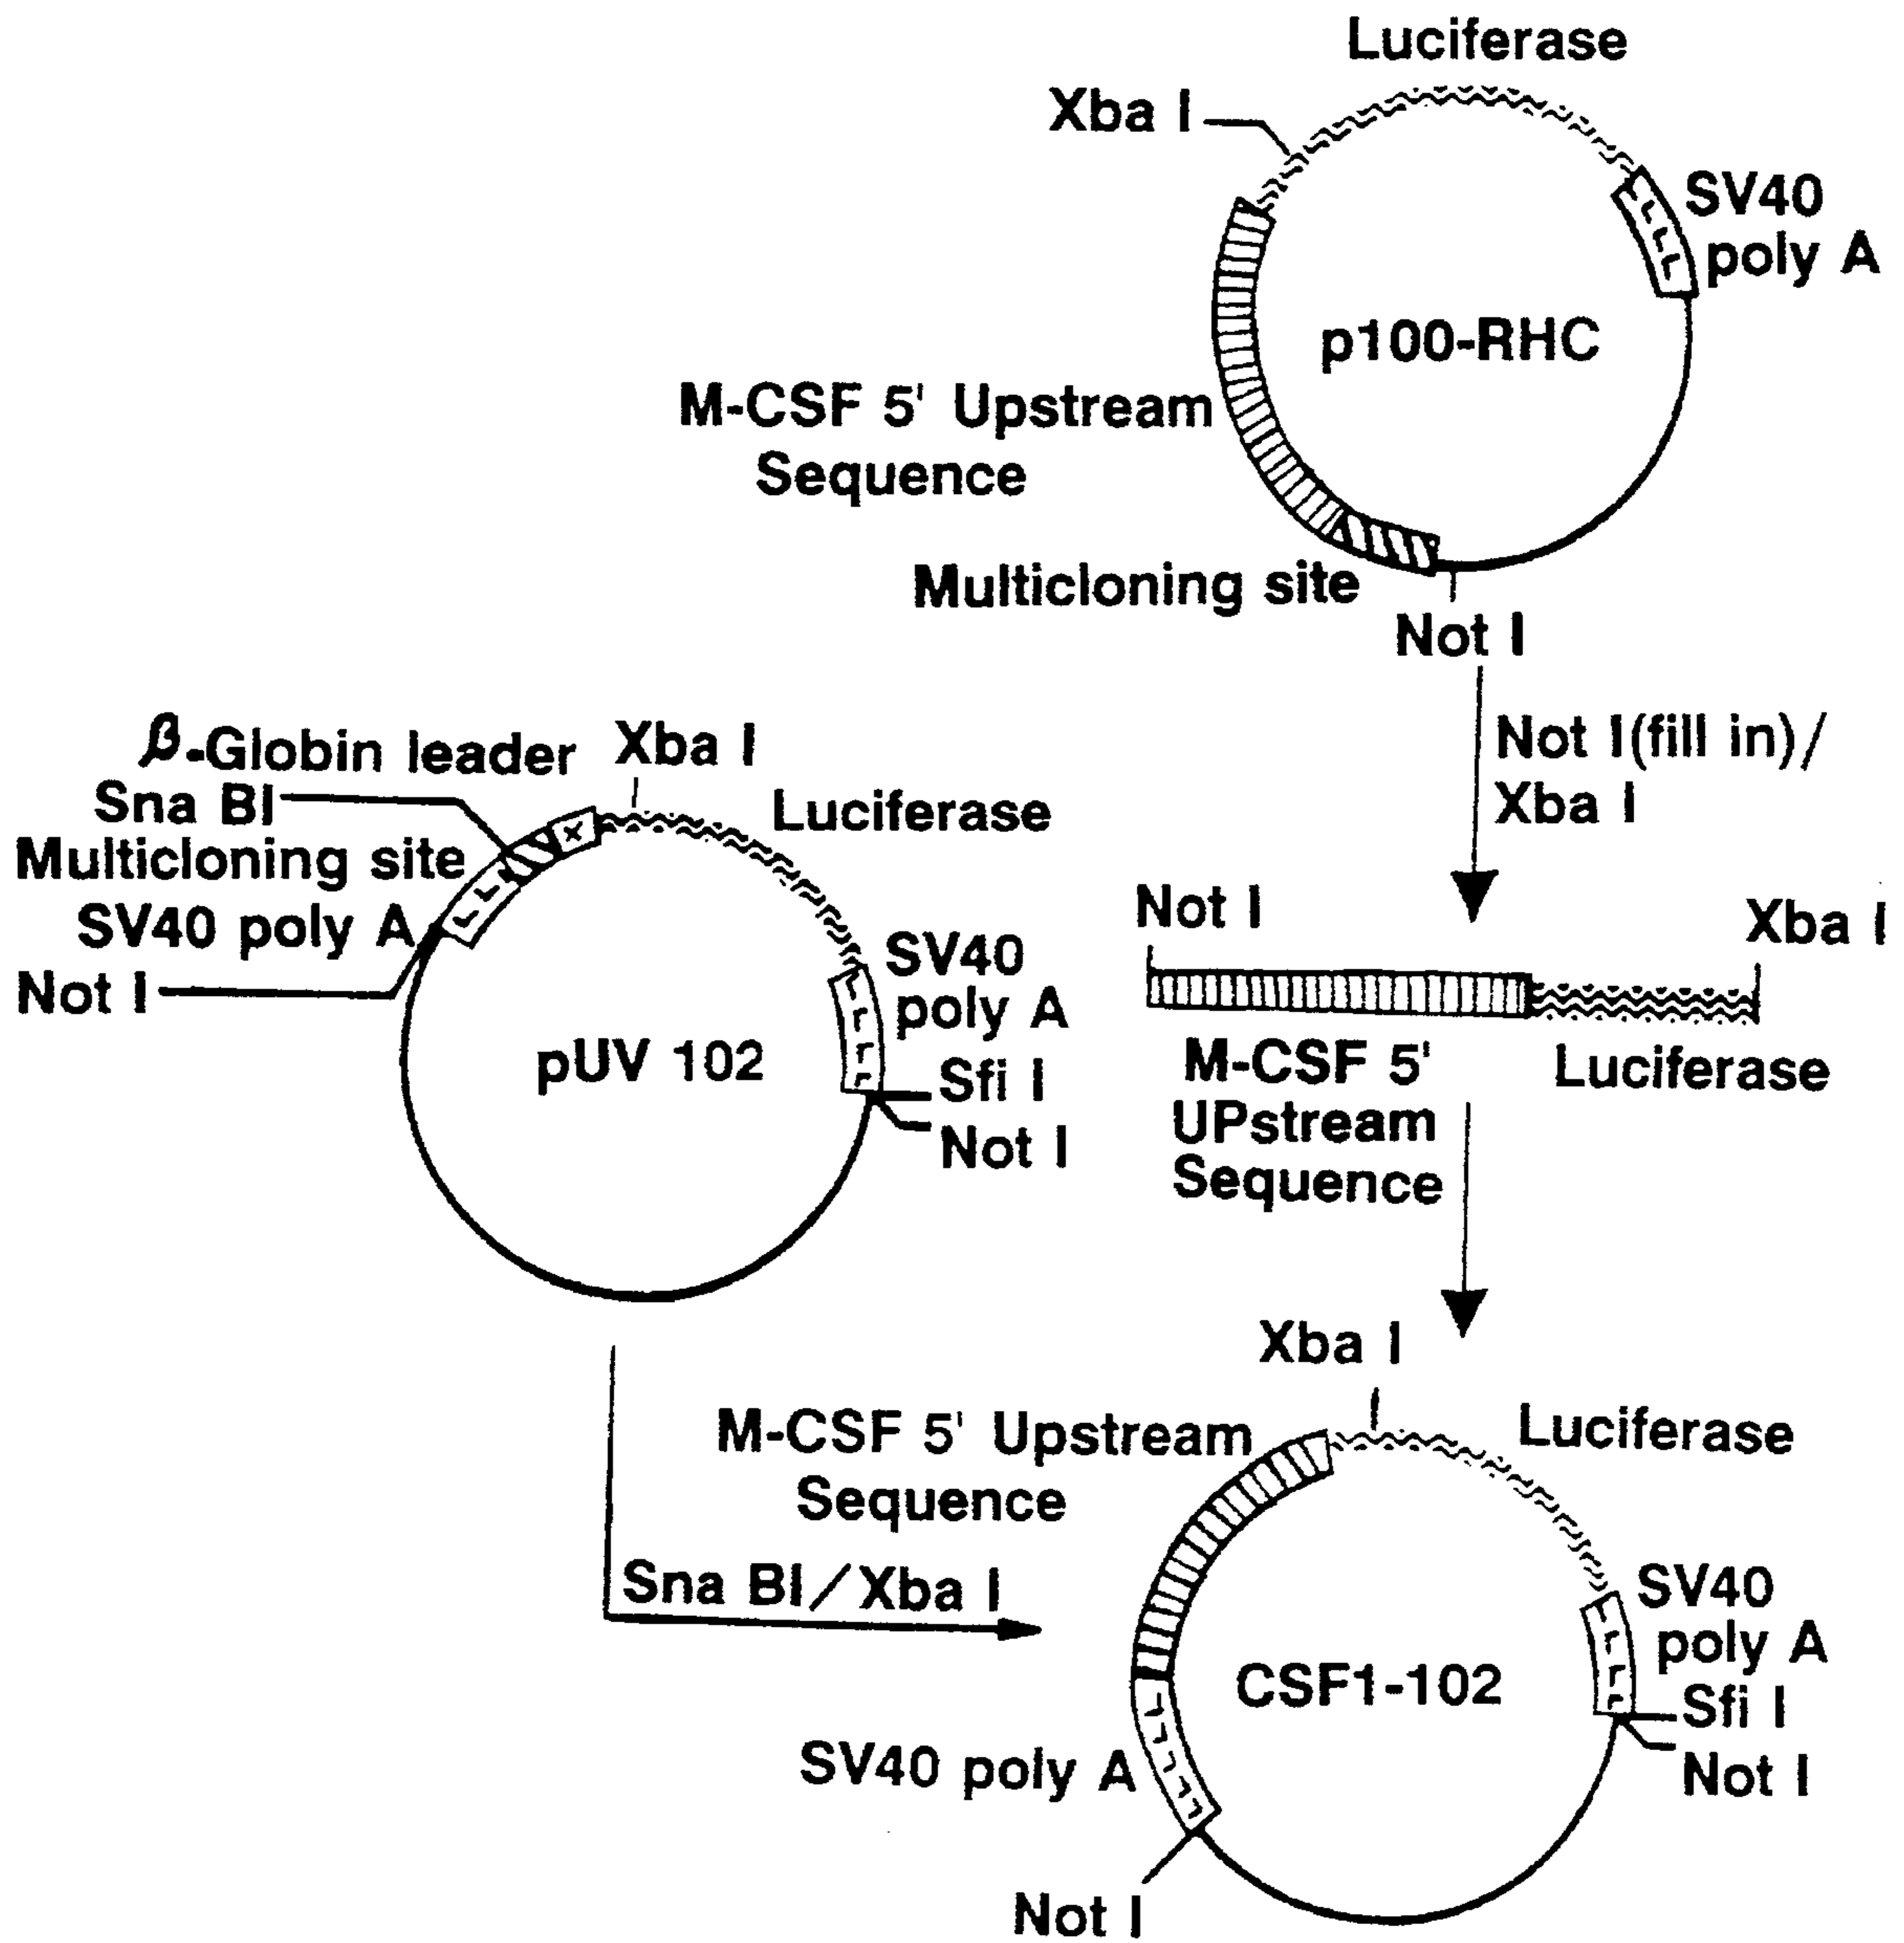 Luciferase
Xba I
SV40
poly A
p100-RHC
M-CSF 5' Upstream
Sequence
Multicloning site
Not I
Not I(fill in)/
Xba I
β-Globin leader
Xba I
Sna BI
Luciferase
Multicloning site
SV40 poly A
Not I
SV40
poly A
pUV 102
Sfi I
Not I
Not I
Xba I
M-CSF 5'
UPstream
Sequence
Luciferase
Xba I
M-CSF 5' Upstream
Sequence
Luciferase
Sna BI/Xba I
SV40
poly A
CSF1-102
Sfi I
Not I
SV40 poly A
Not I